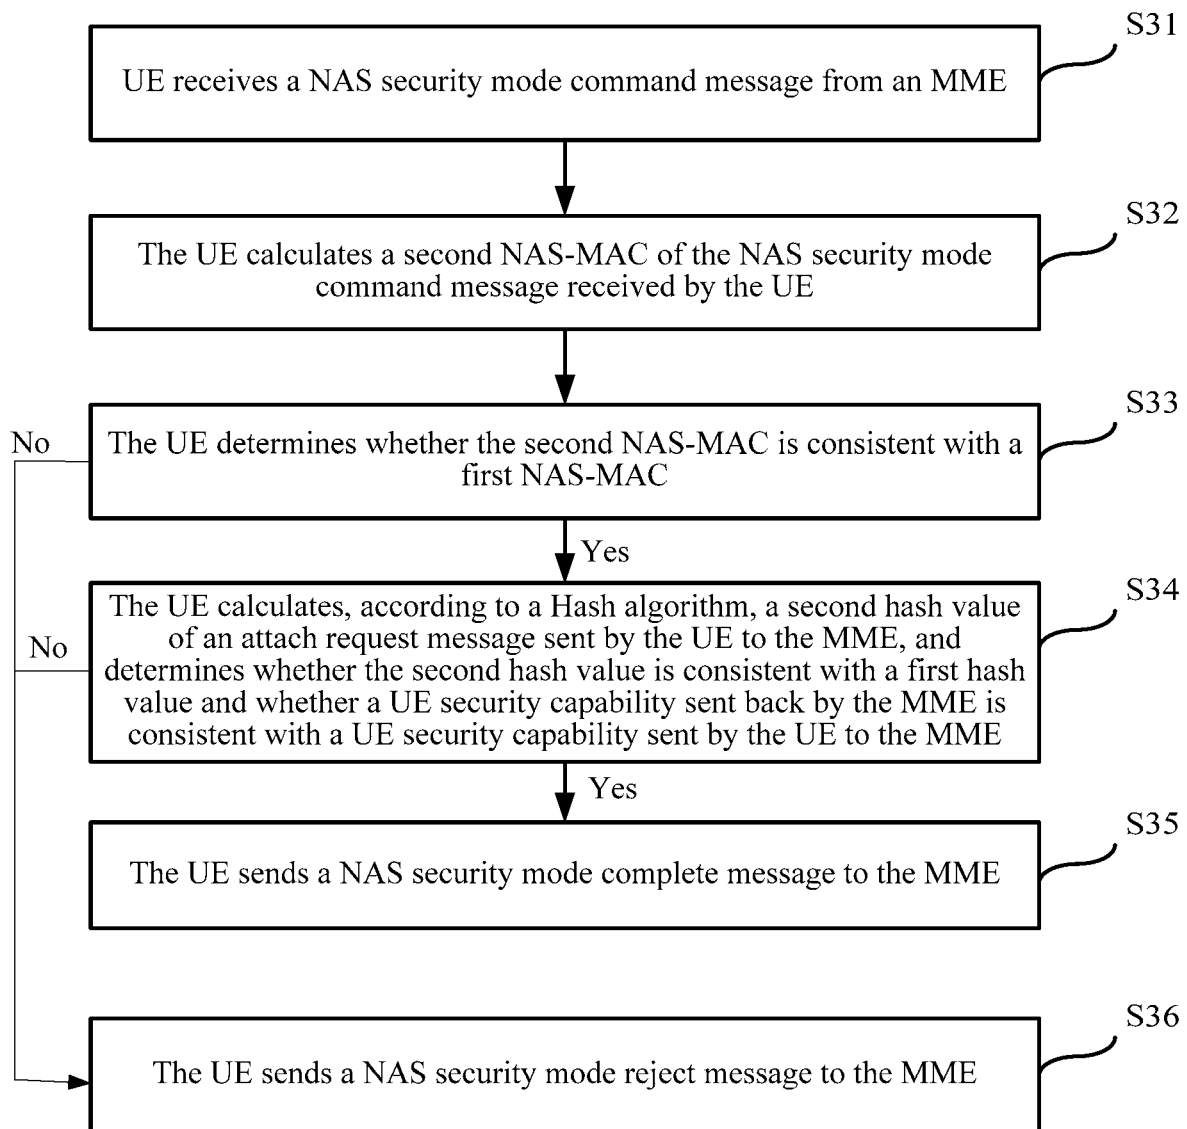 S31
UE receives a NAS security mode command message from an MME
S32
The UE calculates a second NAS-MAC of the NAS security mode
command message received by the UE
S33
No
The UE determines whether the second NAS-MAC is consistent with a
first NAS-MAC
Yes
S34
The UE calculates, according to a Hash algorithm, a second hash value
of an attach request message sent by the UE to the MME, and
No
determines whether the second hash value is consistent with a first hash
value and whether a UE security capability sent back by the MME is
consistent with a UE security capability sent by the UE to the MME
Yes
S35
The UE sends a NAS security mode complete message to the MME
S36
The UE sends a NAS security mode reject message to the MME